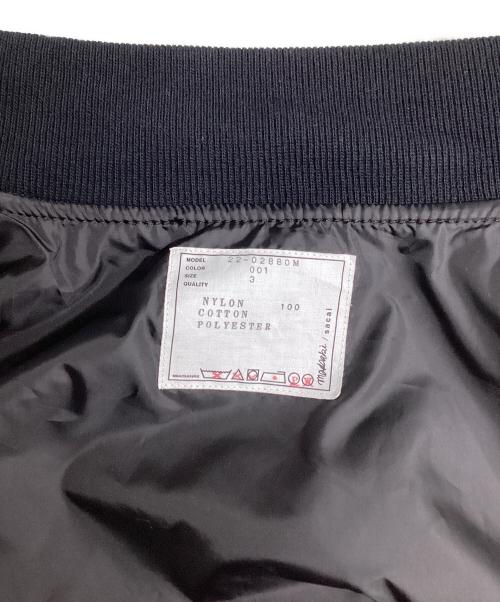 MODEL 22-02880M
COLOR 001
SIZE 3
QUALITY
NYLON 100
COTTON
POLYESTER
/ sacai